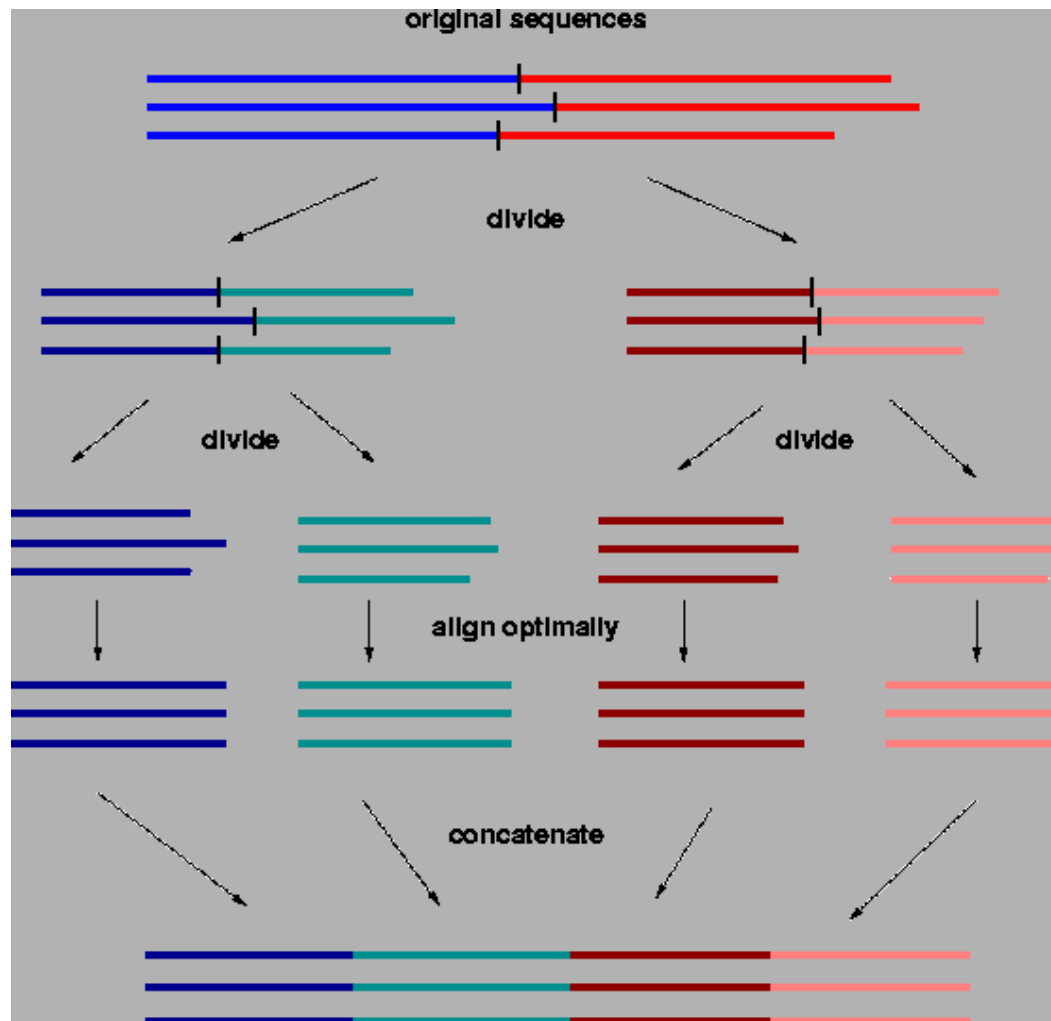 original sequences
divide
divide
divide
align optimally
concatenate